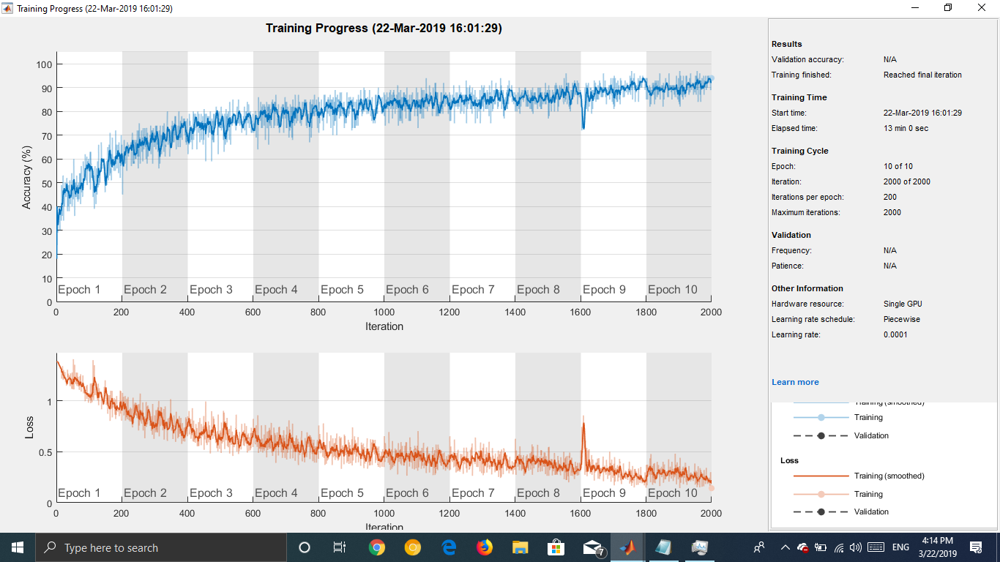 Training Progress (22-Mar-2019 16:01:29)
Training Progress (22-Mar-2019 16:01:29)
Accuracy (%)
100
90
80
70
60
50
40
30
20
10
0
Epoch 1 Epoch 2 Epoch 3 Epoch 4 Epoch 5 Epoch 6 Epoch 7 Epoch 8 Epoch 9 Epoch 10
0 200 400 600 800 1000 1200 1400 1600 1800 2000
Iteration
Loss
1
0.5
0
Epoch 1 Epoch 2 Epoch 3 Epoch 4 Epoch 5 Epoch 6 Epoch 7 Epoch 8 Epoch 9 Epoch 10
0 200 400 600 800 1000 1200 1400 1600 1800 2000
Iteration
Results
Validation accuracy: N/A
Training finished: Reached final iteration
Training Time
Start time: 22-Mar-2019 16:01:29
Elapsed time: 13 min 0 sec
Training Cycle
Epoch: 10 of 10
Iteration: 2000 of 2000
Iterations per epoch: 200
Maximum iterations: 2000
Validation
Frequency: N/A
Patience: N/A
Other Information
Hardware resource: Single GPU
Learning rate schedule: Piecewise
Learning rate: 0.0001
Learn more
Training (smoothed)
Training
Validation
Loss
Training (smoothed)
Training
Validation
Type here to search
7
ENG
4:14 PM
3/22/2019